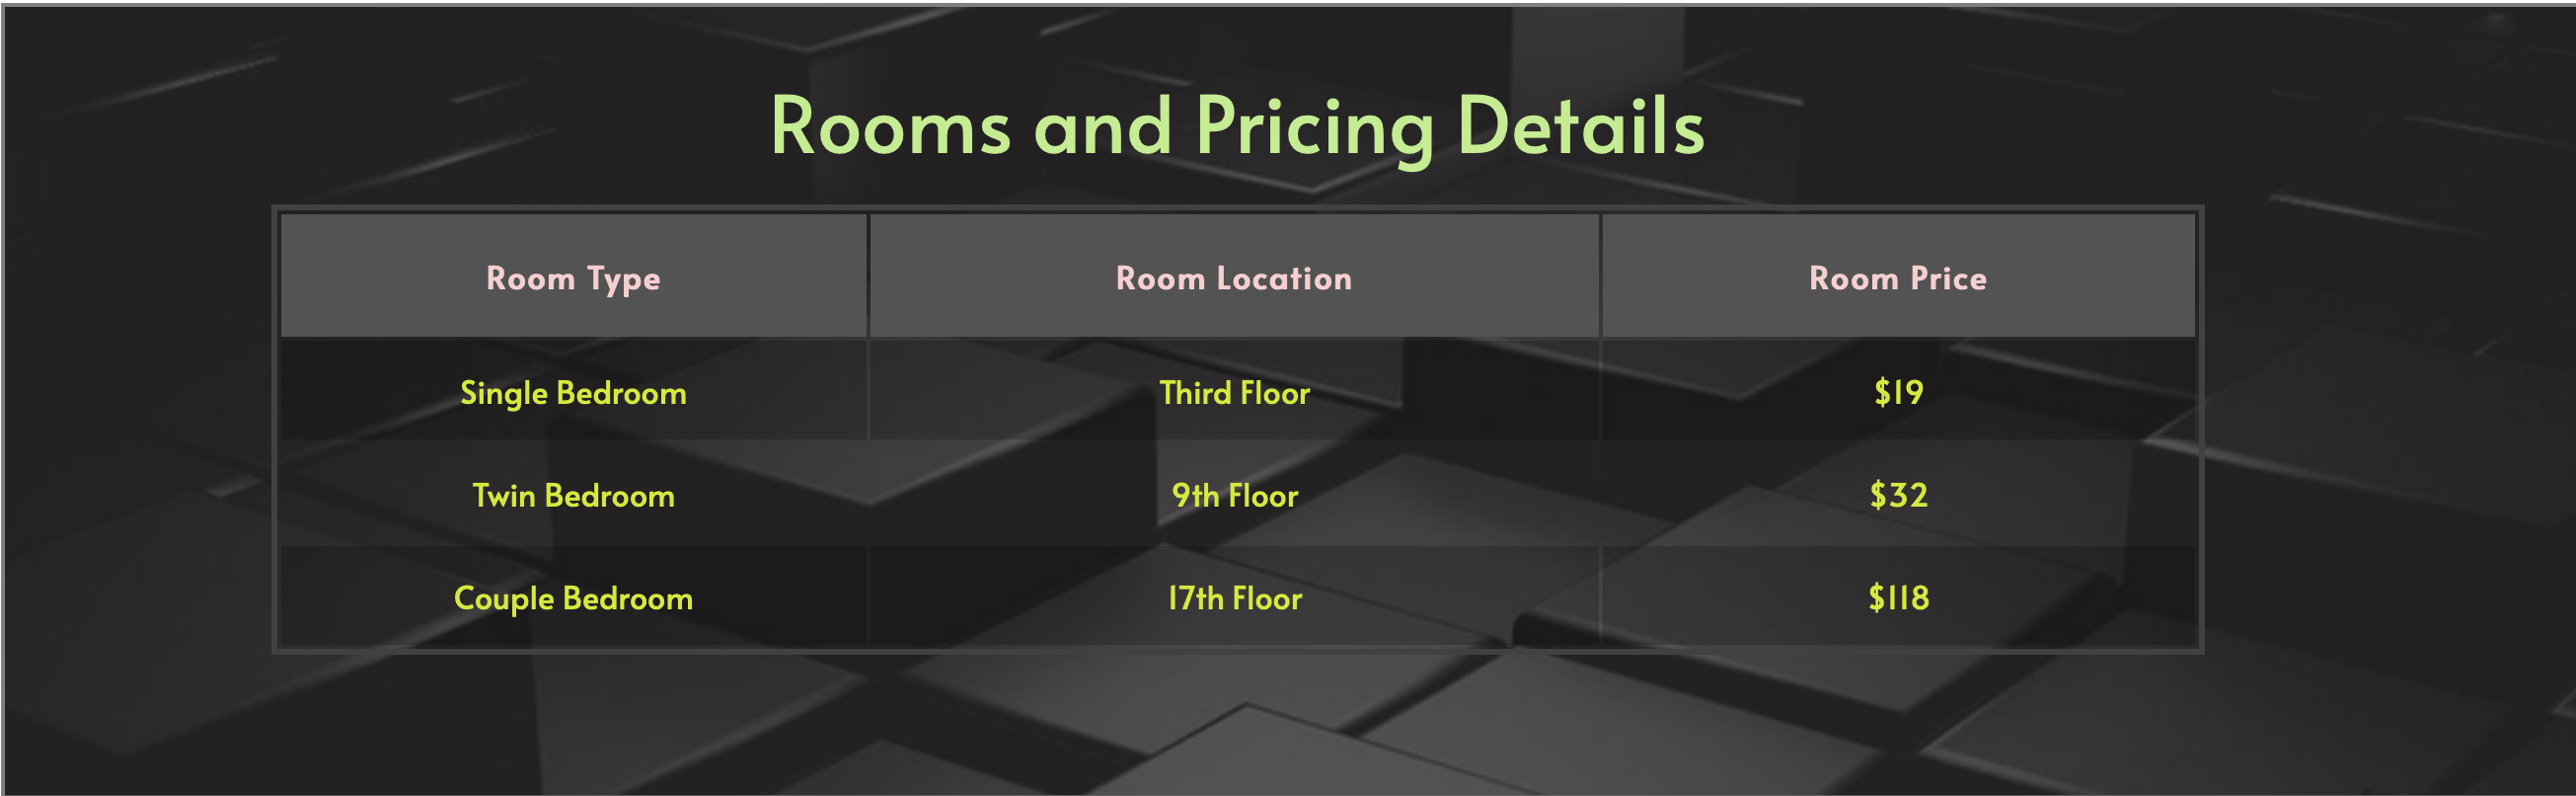 Rooms and Pricing Details
Room Type Room Location Room Price
Single Bedroom Third Floor $19
Twin Bedroom 9th Floor $32
Couple Bedroom 17th Floor $118